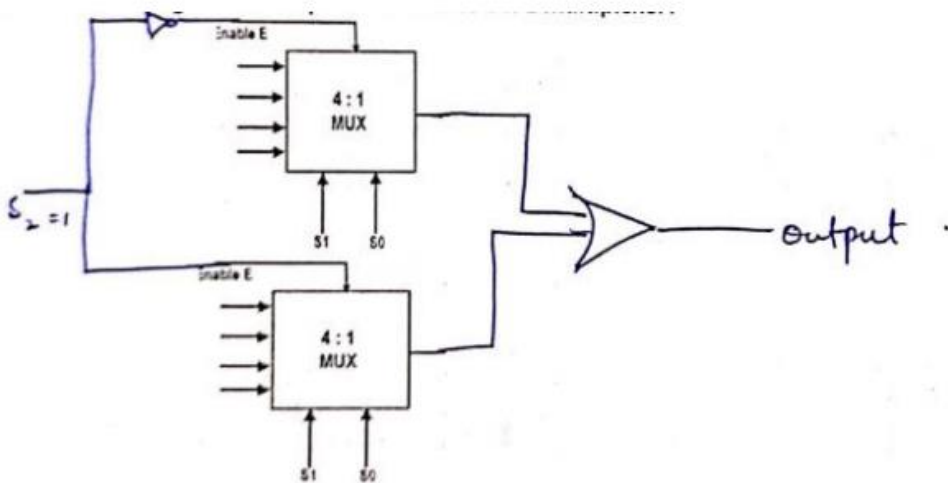 Enable E
4 : 1
MUX
S1 S0
S2 = 1
output
Enable E
4 : 1
MUX
S1 S0